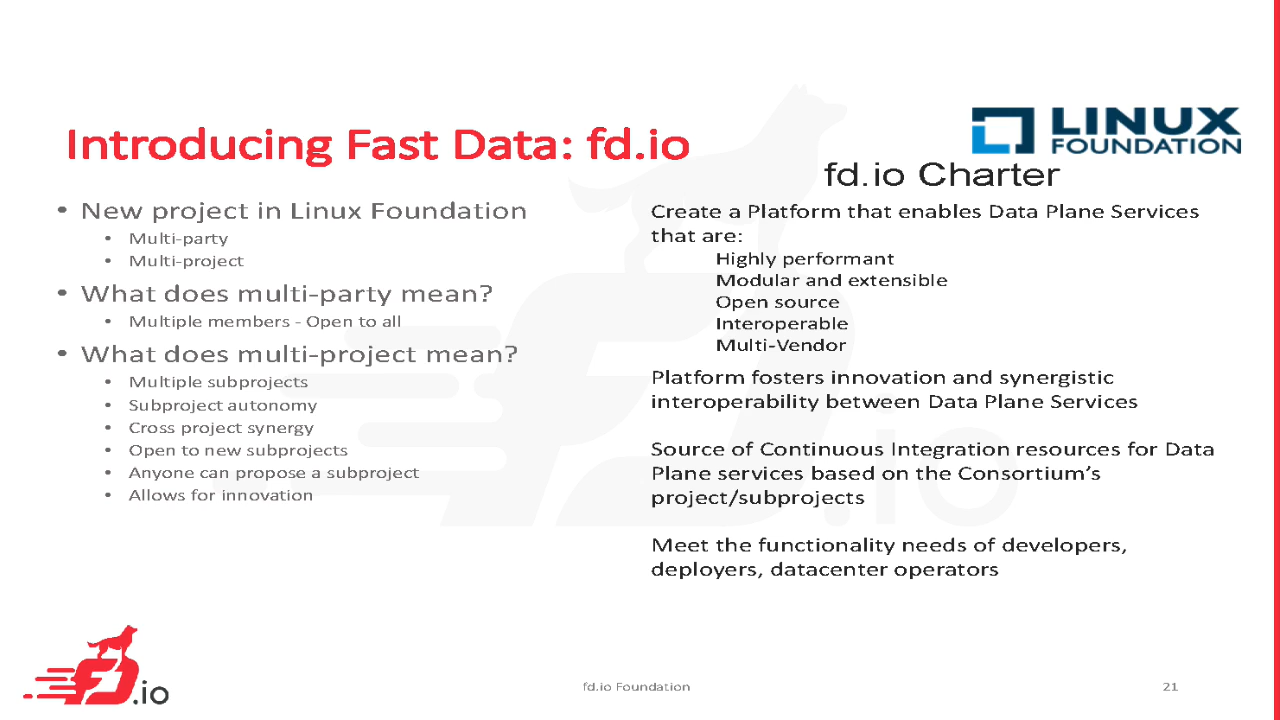 Introducing Fast Data: fd.io
• New project in Linux Foundation
• Multi-party
• Multi-project
• What does multi-party mean?
• Multiple members - Open to all
• What does multi-project mean?
• Multiple subprojects
• Subproject autonomy
• Cross project synergy
• Open to new subprojects
• Anyone can propose a subproject
• Allows for innovation
LINUX
FOUNDATION
fd.io Charter
Create a Platform that enables Data Plane Services
that are:
Highly performant
Modular and extensible
Open source
Interoperable
Multi-Vendor
Platform fosters innovation and synergistic
interoperability between Data Plane Services
Source of Continuous Integration resources for Data
Plane services based on the Consortium’s
project/subprojects
Meet the functionality needs of developers,
deployers, datacenter operators
.io
.io
fd.io Foundation
21